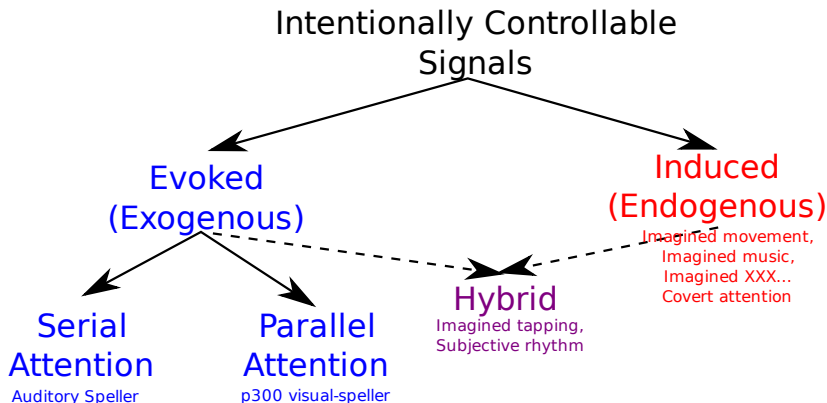 Intentionally Controllable
Signals
Evoked
(Exogenous)
Induced
(Endogenous)
Imagined movement,
Imagined music,
Imagined XXX...
Covert attention
Hybrid
Imagined tapping,
Subjective rhythm
Serial
Attention
Auditory Speller
Parallel
Attention
p300 visual-speller